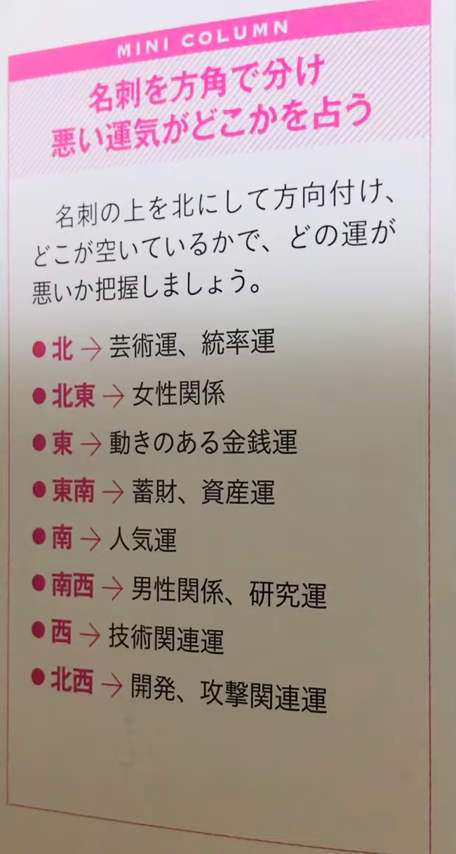 MINI COLUMN
名刺を方角で分け
悪い運気がどこかを占う
名刺の上を北にして方向付け、
どこが空いているかで、どの運が
悪いか把握しましょう。
●北→芸術運、統率運
●北東→女性関係
●東→動きのある金銭運
●東南→蓄財、資産運
●南→人気運
●南西→男性関係、研究運
●西→技術関連運
●北西→開発、攻撃関連運